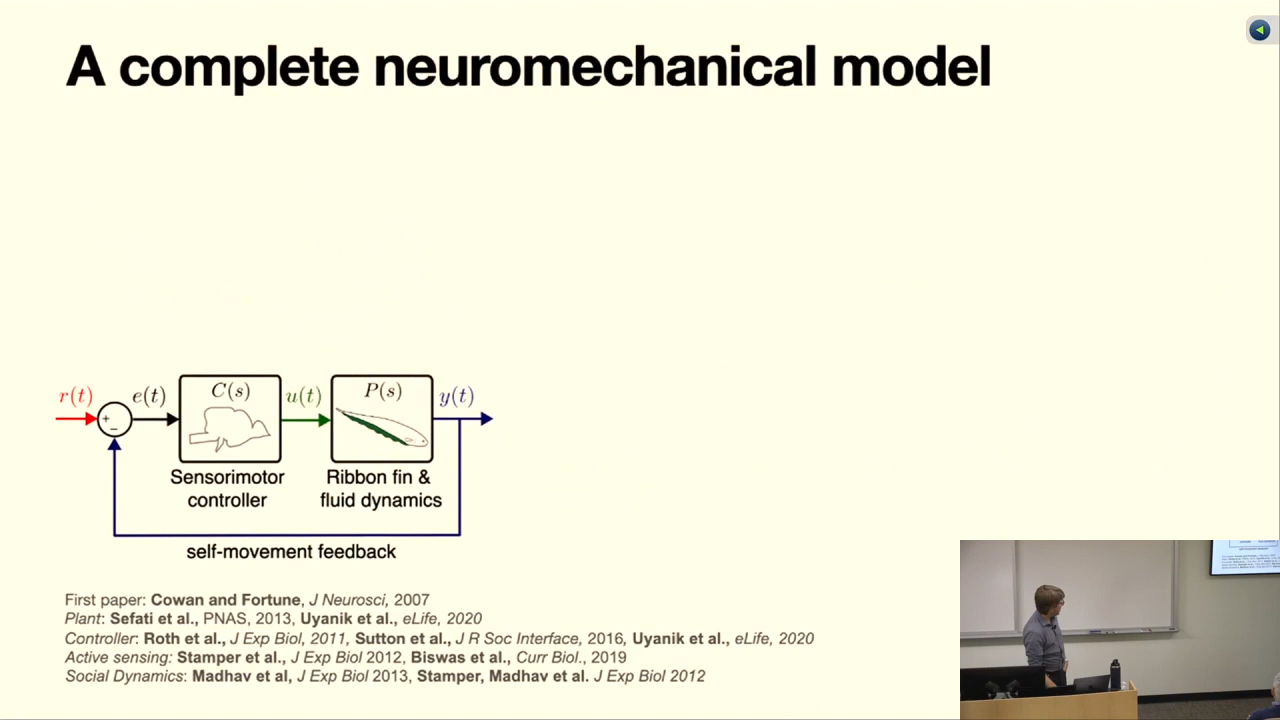 A complete neuromechanical model
r(t)
e(t)
C(s)
u(t)
P(s)
y(t)
+
−
Sensorimotor
controller
Ribbon fin &
fluid dynamics
self-movement feedback
First paper: Cowan and Fortune, J Neurosci, 2007
Plant: Sefati et al., PNAS, 2013, Uyanik et al., eLife, 2020
Controller: Roth et al., J Exp Biol, 2011, Sutton et al., J R Soc Interface, 2016, Uyanik et al., eLife, 2020
Active sensing: Stamper et al., J Exp Biol 2012, Biswas et al., Curr Biol., 2019
Social Dynamics: Madhav et al, J Exp Biol 2013, Stamper, Madhav et al. J Exp Biol 2012